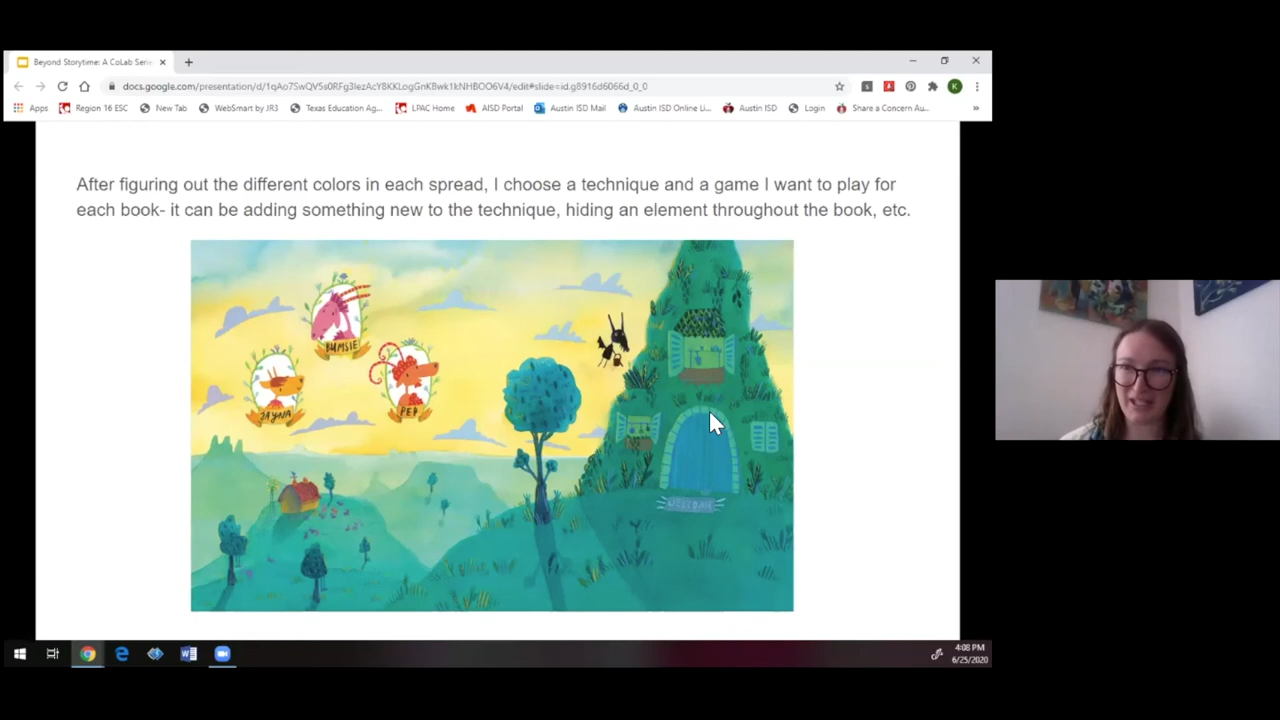 Beyond Storytime: A CoLab Serie
docs.google.com/presentation/d/1qAo7SwQV5s0RFg3IezAcY8KKLogGnKBwk1kNHBOO6V4/edit#slide=id.g8916d6066d_0_0
K
Apps Region 16 ESC New Tab WebSmart by JR3 Texas Education Ag... LPAC Home AISD Portal Austin ISD Mail Austin ISD Online Li... Austin ISD Login Share a Concern Au... »
After figuring out the different colors in each spread, I choose a technique and a game I want to play for
each book- it can be adding something new to the technique, hiding an element throughout the book, etc.
BUMSIE
ZAYNA
PEP
WELCOME
4:08 PM
6/25/2020